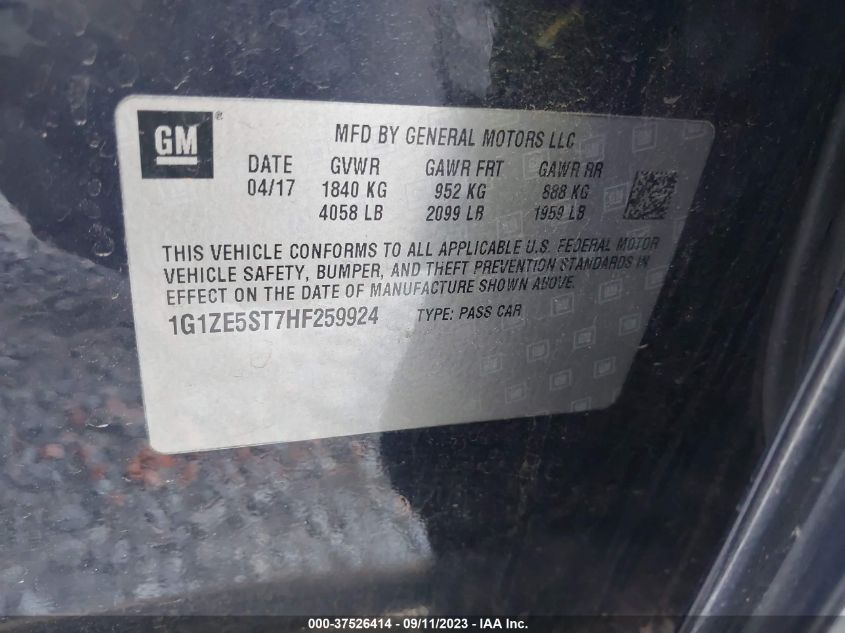 GM®
MFD BY GENERAL MOTORS LLC
DATE GVWR GAWR FRT GAWR RR
04/17 1840 KG 952 KG 888 KG
4058 LB 2099 LB 1959 LB
THIS VEHICLE CONFORMS TO ALL APPLICABLE U.S. FEDERAL MOTOR
VEHICLE SAFETY, BUMPER, AND THEFT PREVENTION STANDARDS IN
EFFECT ON THE DATE OF MANUFACTURE SHOWN ABOVE.
1G1ZE5ST7HF259924 TYPE: PASS CAR
000-37526414 - 09/11/2023 - © IAA Inc.